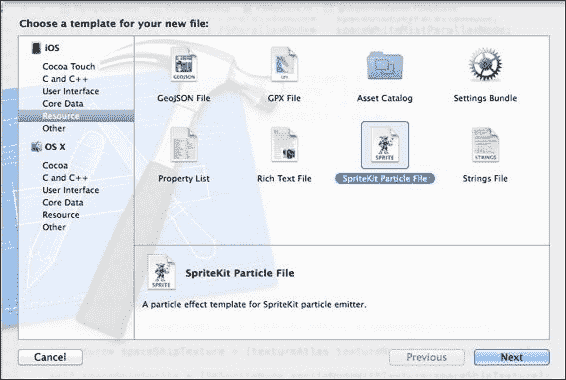 Choose a template for your new file:
iOS
Cocoa Touch
C and C++
User Interface
Core Data
Resource
Other
OS X
Cocoa
C and C++
User Interface
Core Data
Resource
Other
GEOJSON
GeoJSON File
GPX
GPX File
Asset Catalog
Settings Bundle
Property List
Rich Text File
SPRITE
SpriteKit Particle File
STRINGS
Strings File
SPRITE
SpriteKit Particle File
A particle effect template for SpriteKit particle emitter.
Cancel
Previous
Next